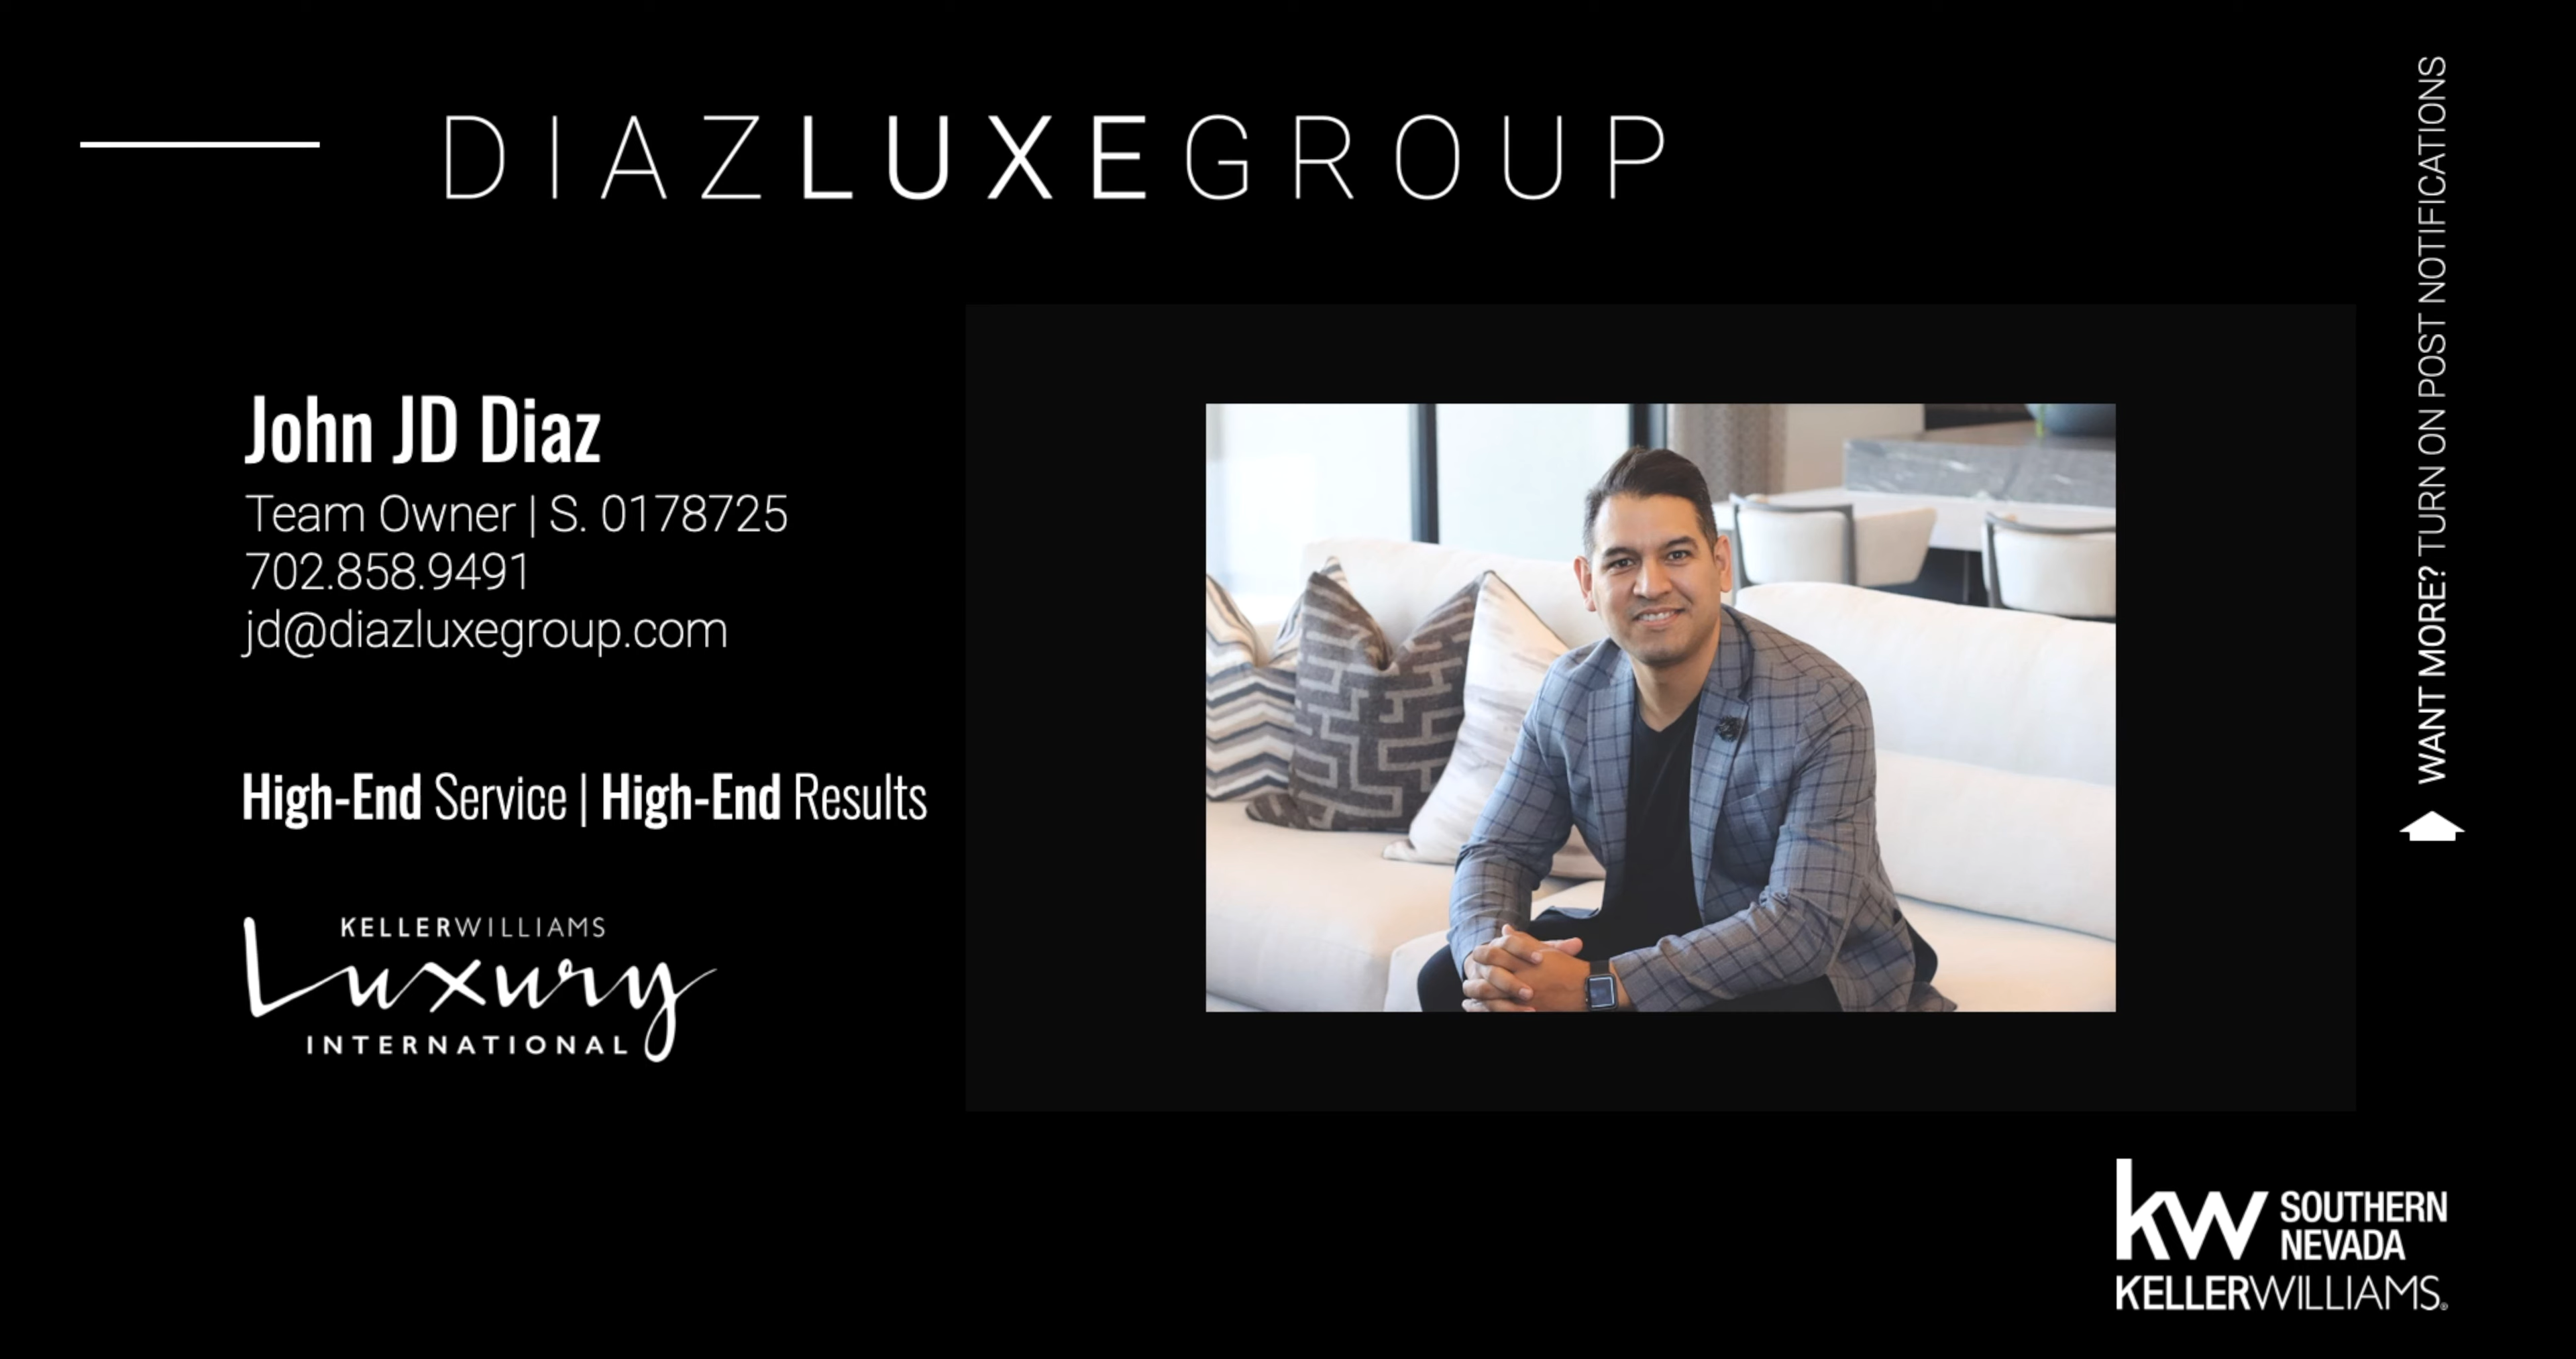 DIAZLUXEGROUP
John JD Diaz
Team Owner | S. 0178725
702.858.9491
jd@diazluxegroup.com
High-End Service | High-End Results
KELLERWILLIAMS
Luxury
INTERNATIONAL
WANT MORE? TURN ON POST NOTIFICATIONS
kw SOUTHERN
NEVADA
KELLERWILLIAMS®